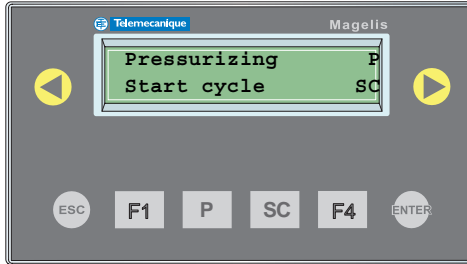 Telemecanique Magelis
Pressurizing P
Start cycle SC
ESC F1 P SC F4 ENTER